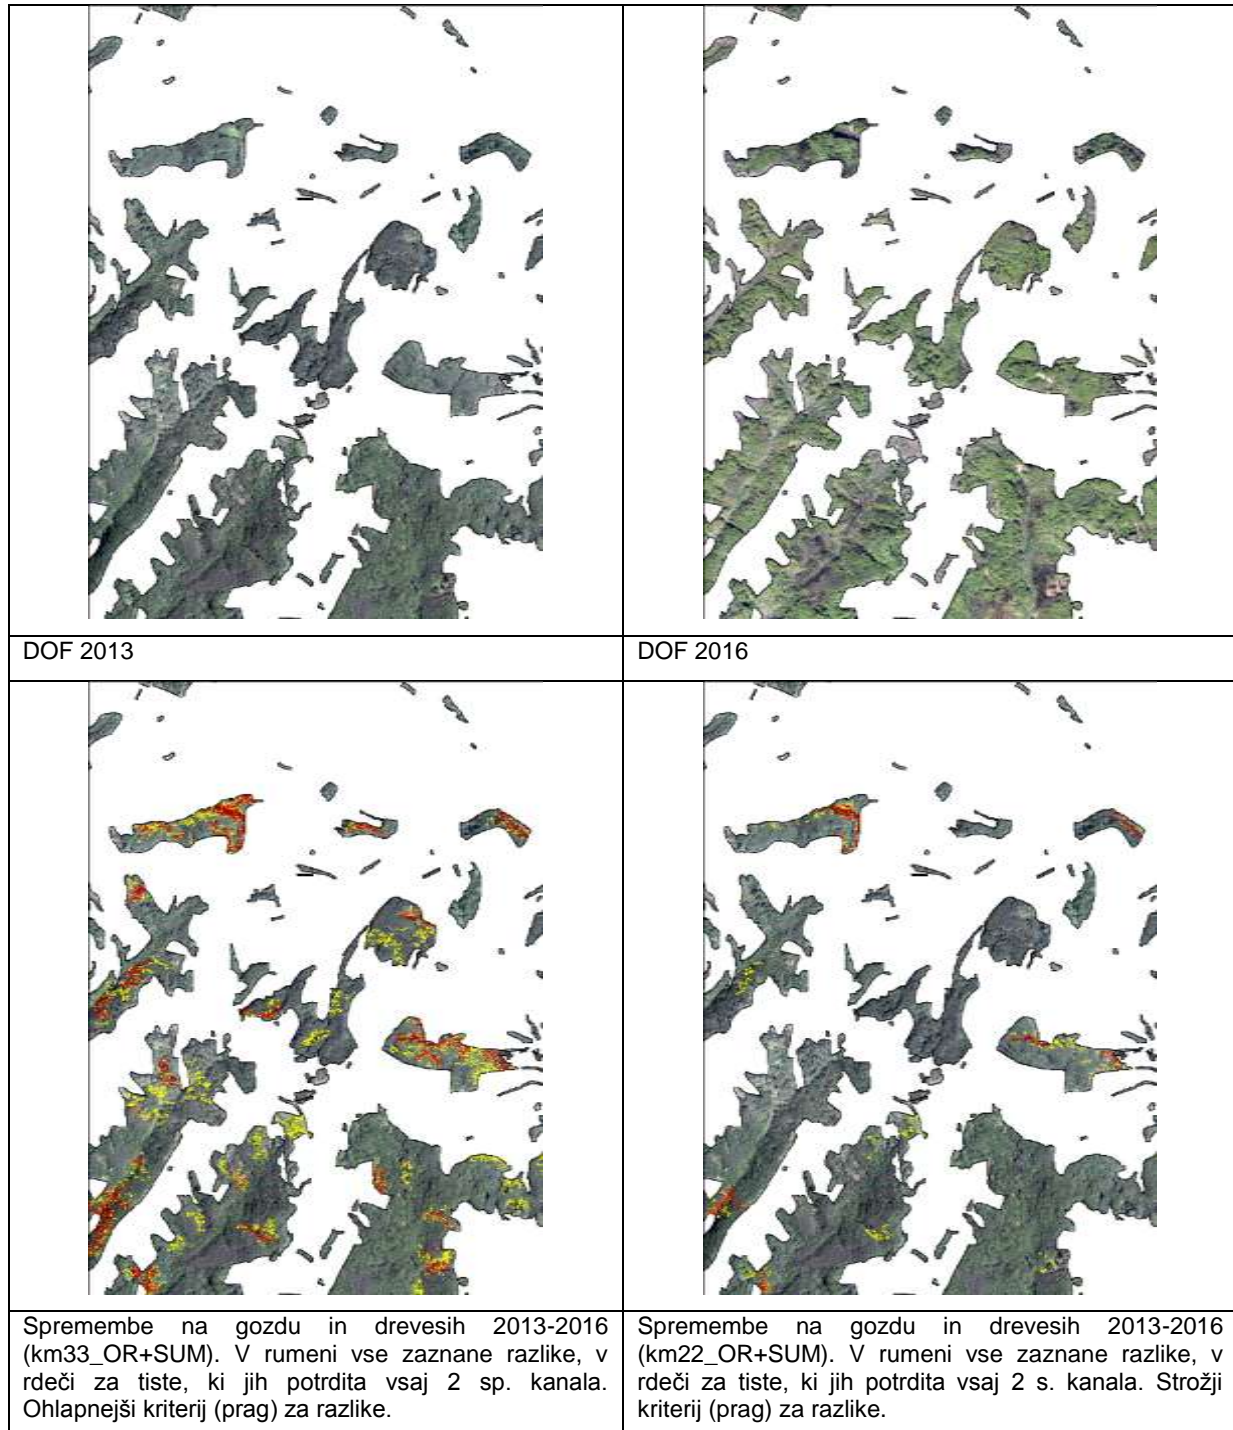 DOF 2013
DOF 2016
Spremembe na gozdu in drevesih 2013-2016
(km33_OR+SUM). V rumeni vse zaznane razlike, v
rdeči za tiste, ki jih potrdita vsaj 2 sp. kanala.
Ohlapnejši kriterij (prag) za razlike.
Spremembe na gozdu in drevesih 2013-2016
(km22_OR+SUM). V rumeni vse zaznane razlike, v
rdeči za tiste, ki jih potrdita vsaj 2 s. kanala. Strožji
kriterij (prag) za razlike.